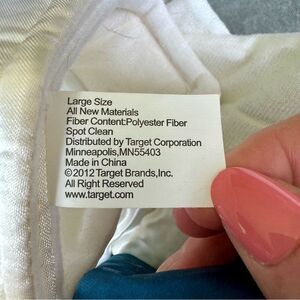 Large Size
All New Materials
Fiber Content:Polyester Fiber
Spot Clean
Distributed by Target Corporation
Minneapolis,MN55403
Made in China
©2012 Target Brands,Inc.
All Right Reserved
www.target.com